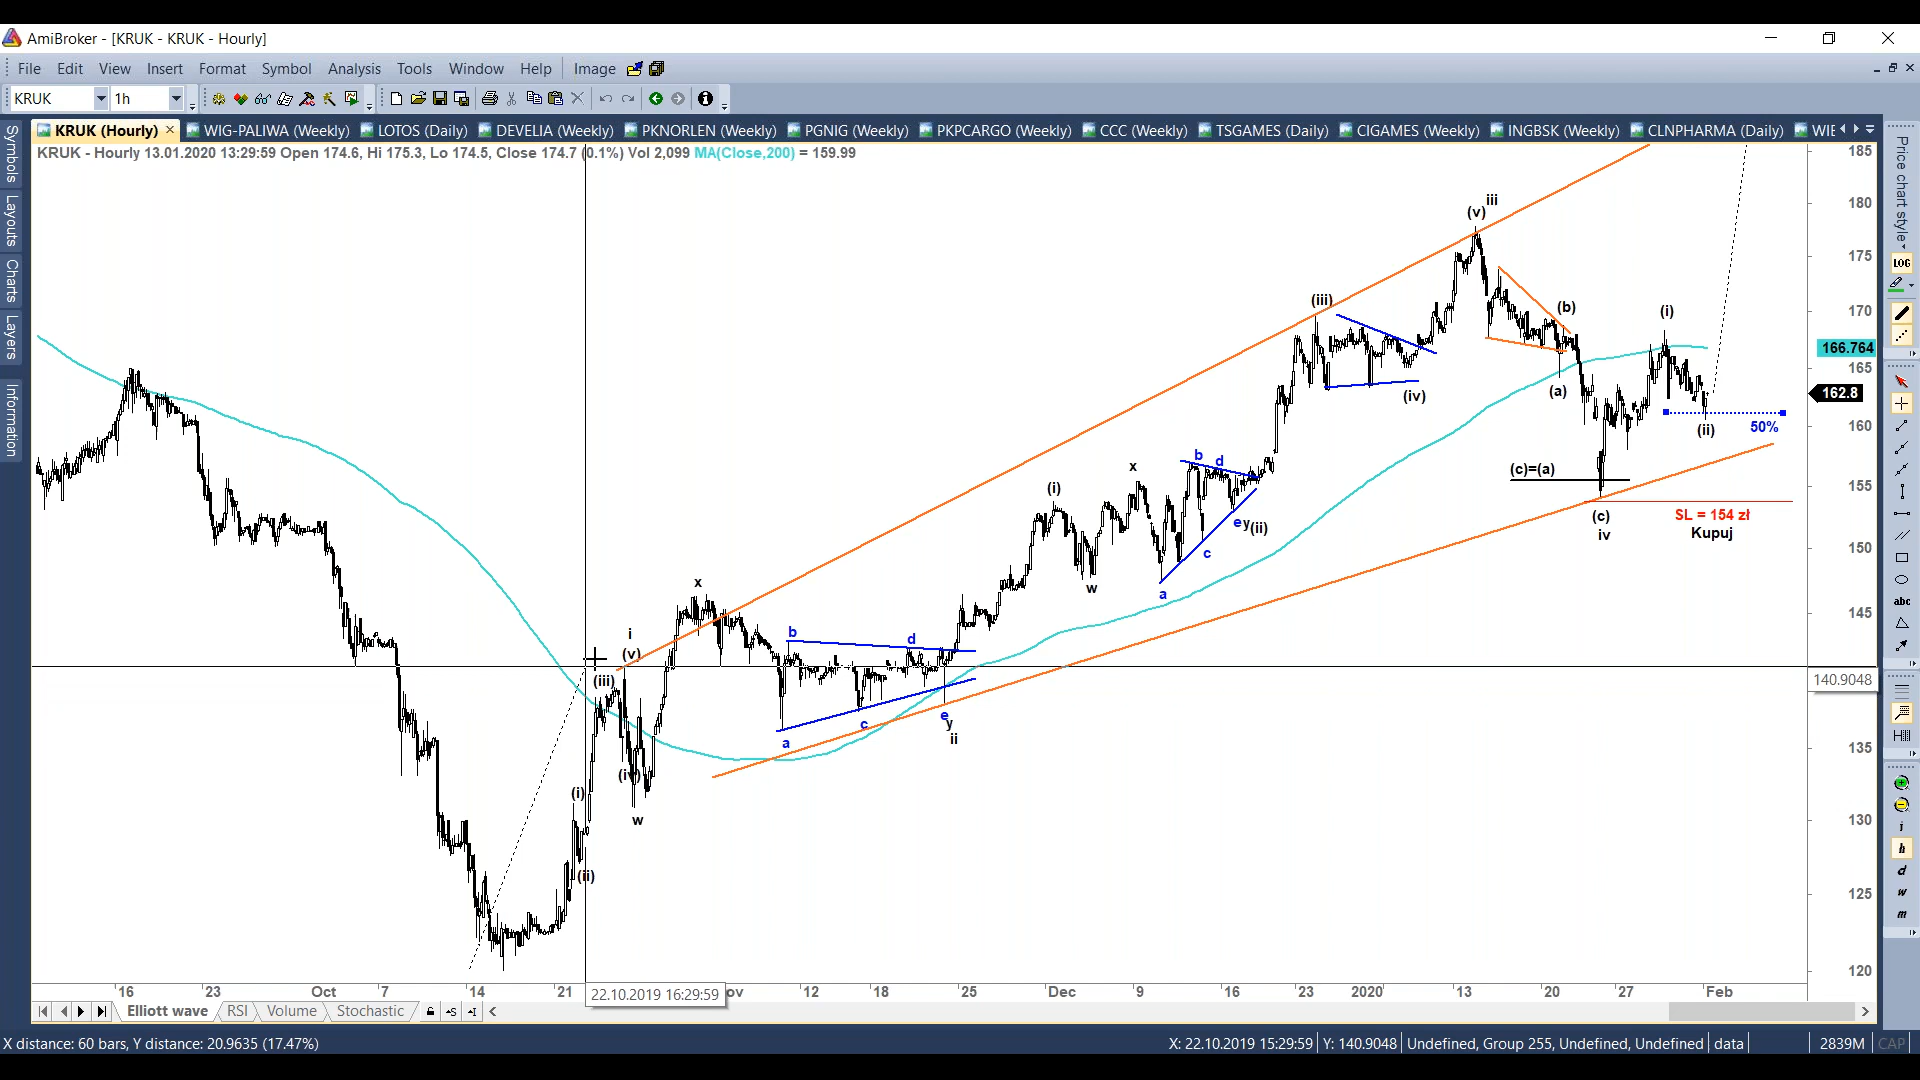 AmiBroker - [KRUK - KRUK - Hourly]
File Edit View Insert Format Symbol Analysis Tools Window Help Image
KRUK 1h
KRUK (Hourly) WIG-PALIWA (Weekly) LOTOS (Daily) DEVELIA (Weekly) PKNORLEN (Weekly) PGNIG (Weekly) PKPCARGO (Weekly) CCC (Weekly) TSGAMES (Daily) CIGAMES (Weekly) INGBSK (Weekly) CLNPHARMA (Daily) WIE
KRUK - Hourly 13.01.2020 13:29:59 Open 174.6, Hi 175.3, Lo 174.5, Close 174.7 (0.1%) Vol 2,099 MA(Close,200) = 159.99
Symbols
Layouts
Charts
Layers
Information
185
180
175
170
166.764
165
162.8
160
155
150
145
140.9048
135
130
125
120
iii
(v)
(iii)
(b)
(i)
(iv)
(a)
(ii)
50%
(c)=(a)
(c)
iv
SL = 154 zł
Kupuj
x
(i)
b
d
e
y
(ii)
c
w
a
x
i
(v)
(iii)
b
d
(iv)
w
(i)
(ii)
a
c
e
y
ii
16 23 Oct 7 14 21 22.10.2019 16:29:59 ov 12 18 25 Dec 9 16 23 2020 13 20 27 Feb
Elliott wave RSI Volume Stochastic
X distance: 60 bars, Y distance: 20.9635 (17.47%)
X: 22.10.2019 15:29:59 Y: 140.9048 Undefined, Group 255, Undefined, Undefined data 2839M CAP
Price chart style
LOG
abc
i
h
d
w
m